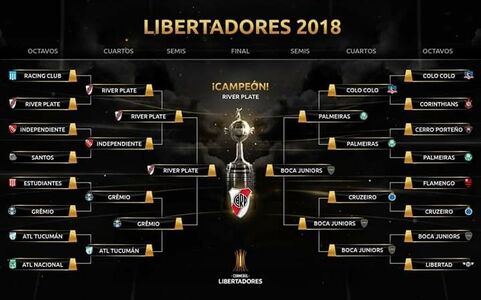 LIBERTADORES 2018
OCTAVOS CUARTOS SEMIS FINAL SEMIS CUARTOS OCTAVOS
RACING CLUB
RIVER PLATE
INDEPENDIENTE
SANTOS
ESTUDIANTES
GRÊMIO
ATL TUCUMÁN
ATL NACIONAL
RIVER PLATE
INDEPENDIENTE
GRÊMIO
ATL TUCUMÁN
RIVER PLATE
GRÊMIO
RIVER PLATE
¡CAMPEÓN!
RIVER PLATE
BOCA JUNIORS
PALMEIRAS
BOCA JUNIORS
COLO COLO
PALMEIRAS
CRUZEIRO
BOCA JUNIORS
COLO COLO
CORINTHIANS
CERRO PORTEÑO
PALMEIRAS
FLAMENGO
CRUZEIRO
BOCA JUNIORS
LIBERTAD
CONMEBOL
LIBERTADORES